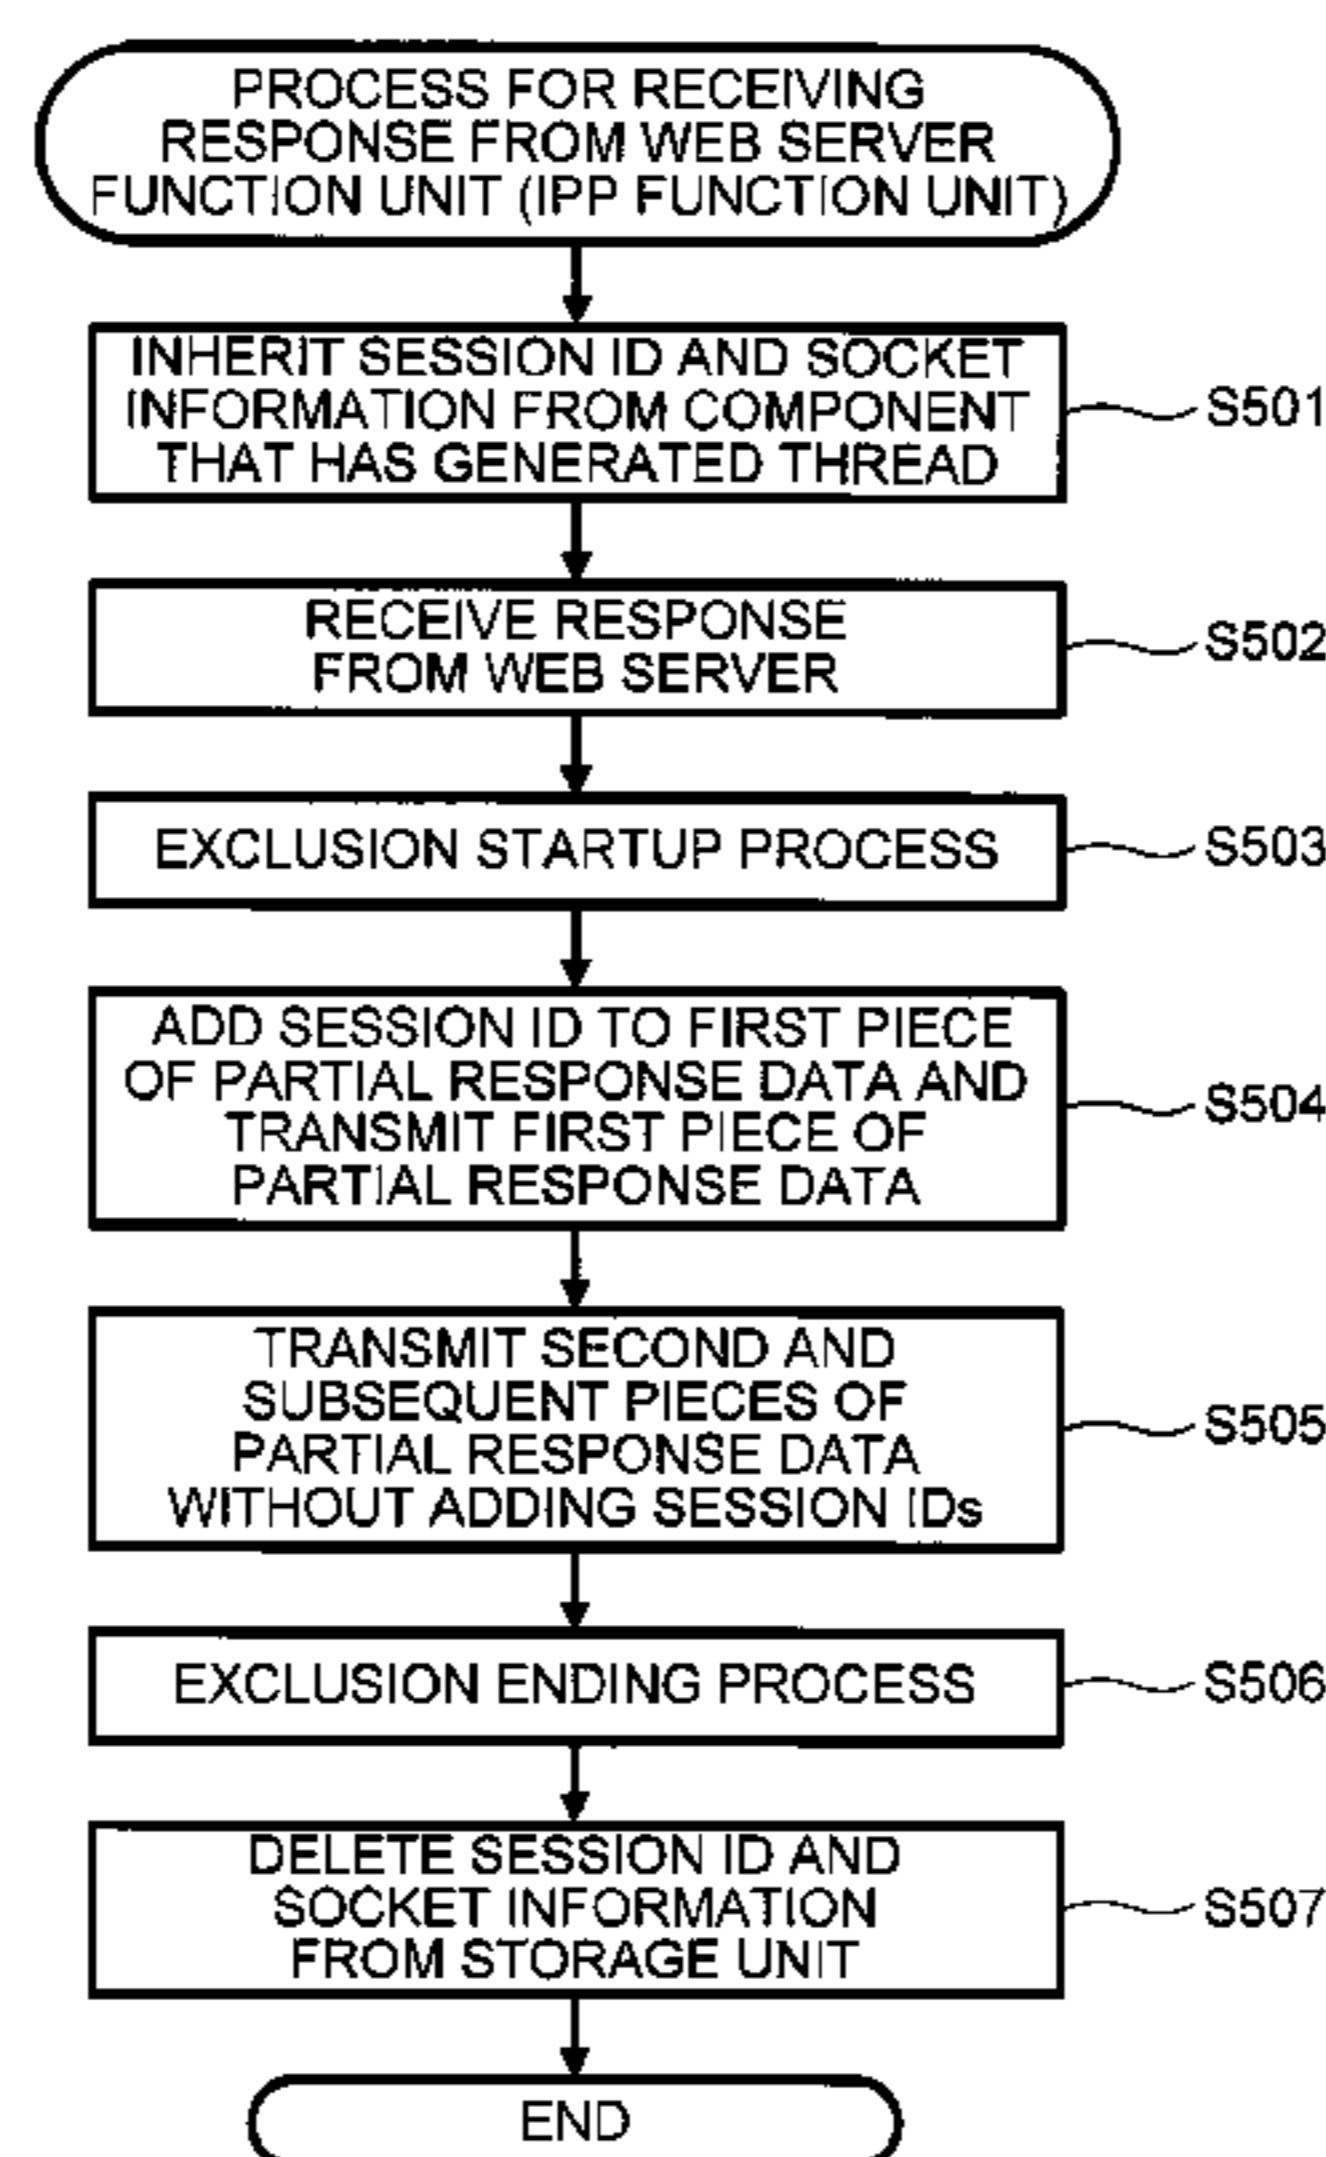 PROCESS FOR RECEIVING
RESPONSE FROM WEB SERVER
FUNCTION UNIT (IPP FUNCTION UNIT)
INHERIT SESSION ID AND SOCKET
INFORMATION FROM COMPONENT
THAT HAS GENERATED THREAD
S501
RECEIVE RESPONSE
FROM WEB SERVER
S502
EXCLUSION STARTUP PROCESS
S503
ADD SESSION ID TO FIRST PIECE
OF PARTIAL RESPONSE DATA AND
TRANSMIT FIRST PIECE OF
PARTIAL RESPONSE DATA
S504
TRANSMIT SECOND AND
SUBSEQUENT PIECES OF
PARTIAL RESPONSE DATA
WITHOUT ADDING SESSION IDs
S505
EXCLUSION ENDING PROCESS
S506
DELETE SESSION ID AND
SOCKET INFORMATION
FROM STORAGE UNIT
S507
END